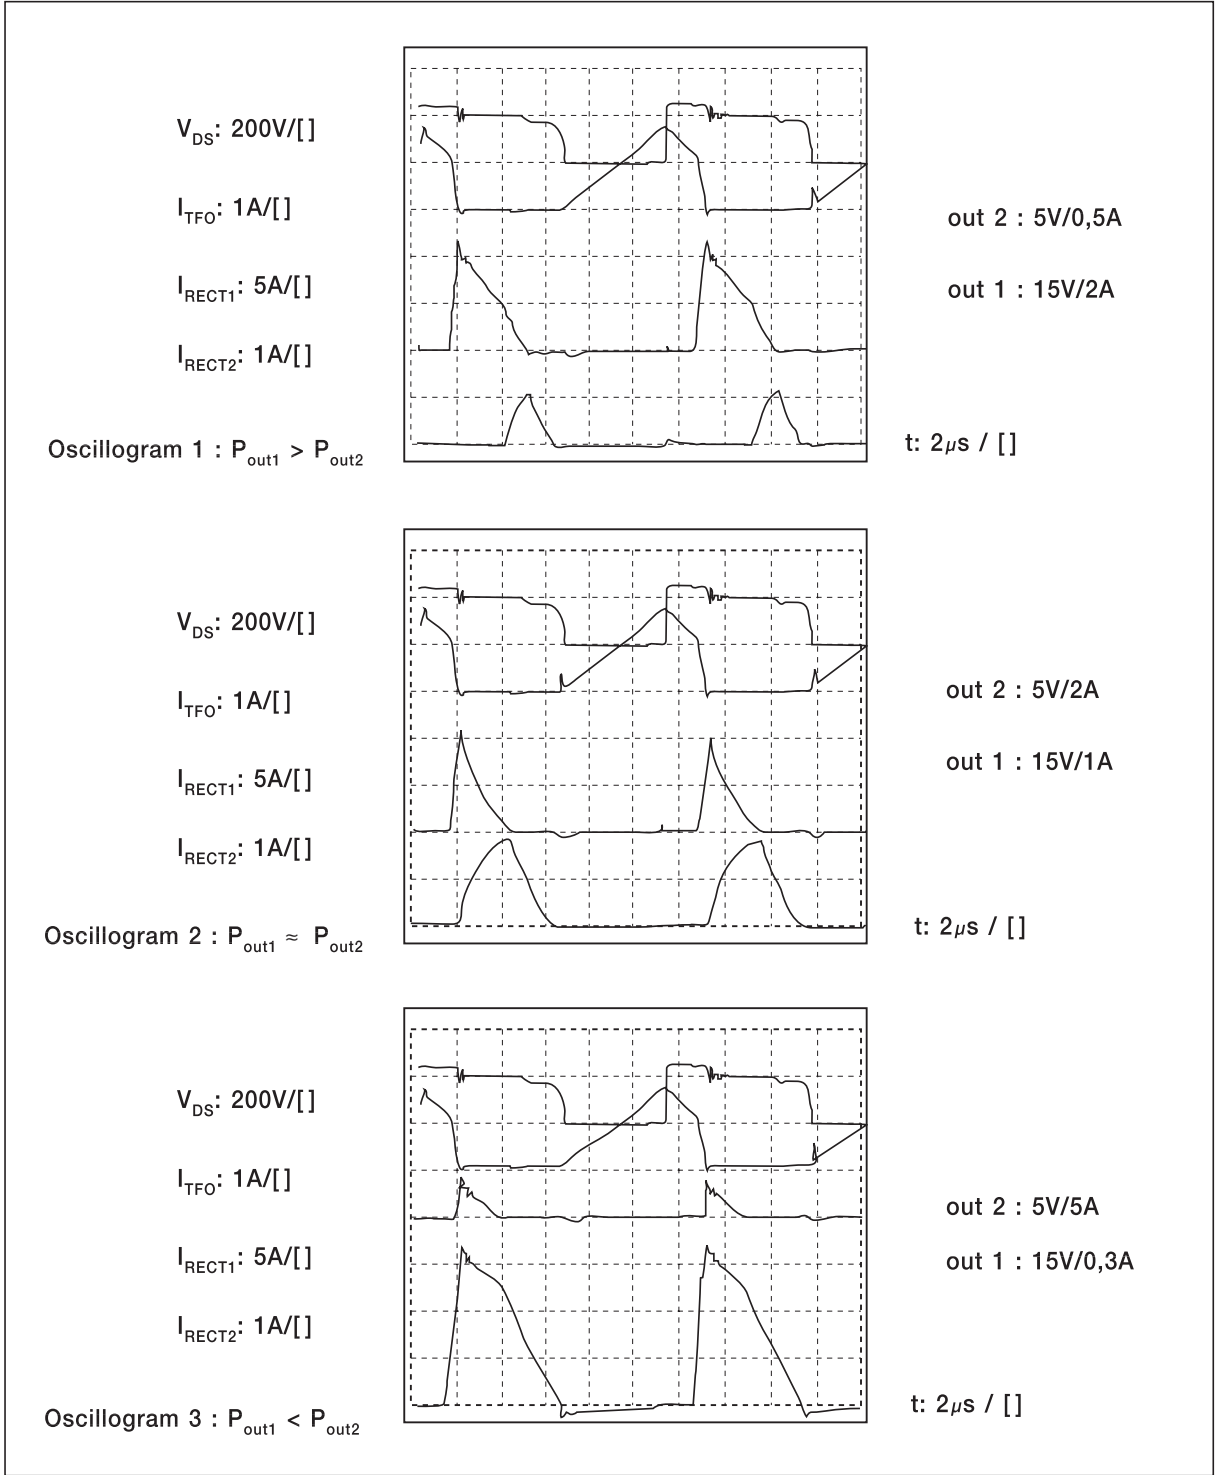 V_DS: 200V/[ ]
I_TFO: 1A/[ ]
out 2 : 5V/0,5A
I_RECT1: 5A/[ ]
out 1 : 15V/2A
I_RECT2: 1A/[ ]
Oscillogram 1 : P_out1 > P_out2
t: 2µs / [ ]
V_DS: 200V/[ ]
I_TFO: 1A/[ ]
out 2 : 5V/2A
I_RECT1: 5A/[ ]
out 1 : 15V/1A
I_RECT2: 1A/[ ]
Oscillogram 2 : P_out1 ≈ P_out2
t: 2µs / [ ]
V_DS: 200V/[ ]
I_TFO: 1A/[ ]
out 2 : 5V/5A
I_RECT1: 5A/[ ]
out 1 : 15V/0,3A
I_RECT2: 1A/[ ]
Oscillogram 3 : P_out1 < P_out2
t: 2µs / [ ]